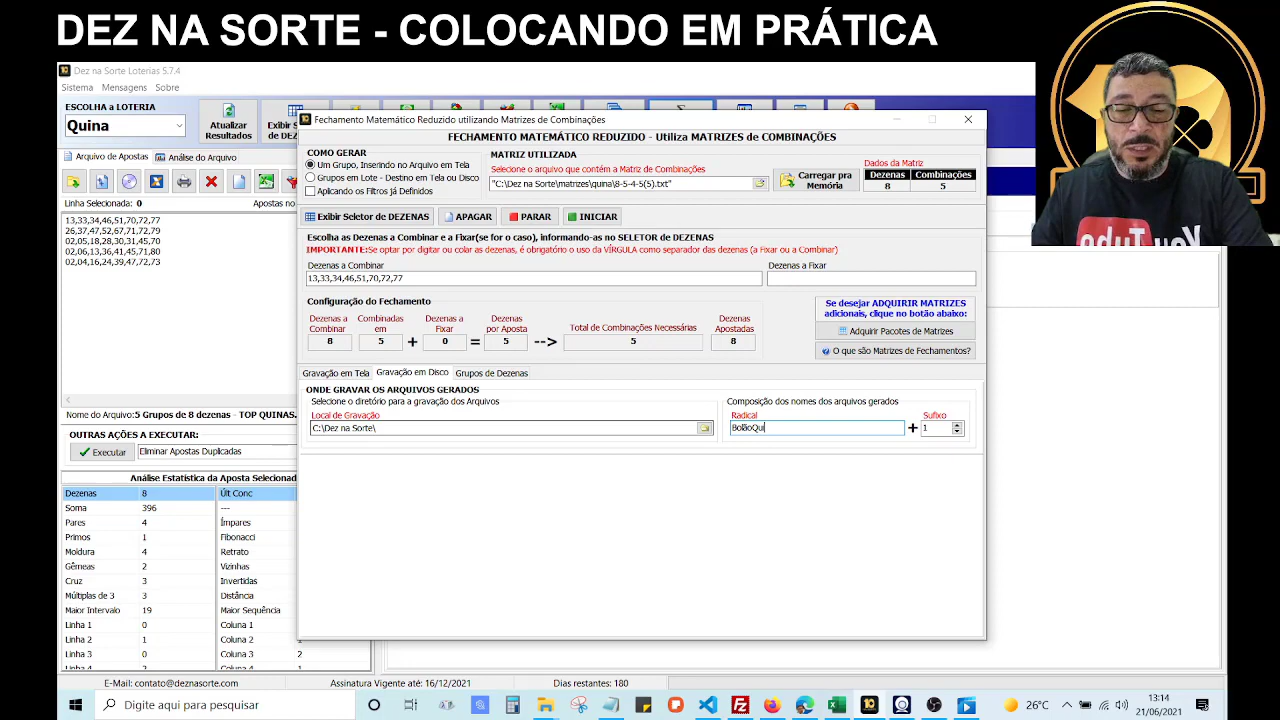 DEZ NA SORTE - COLOCANDO EM PRÁTICA
Dez na Sorte Loterias 5.7.4
Sistema Mensagens Sobre
ESCOLHA a LOTERIA
Quina
Atualizar
Resultados
Exibir S
de DEZ
Arquivo de Apostas
Análise do Arquivo
Linha Selecionada: 0
Apostas no
13,33,34,46,51,70,72,77
26,37,47,52,67,71,72,79
02,05,18,28,30,31,45,70
02,06,13,36,41,45,71,80
02,04,16,24,39,47,72,73
Nome do Arquivo:5 Grupos de 8 dezenas - TOP QUINAS.
OUTRAS AÇÕES A EXECUTAR:
Executar
Eliminar Apostas Duplicadas
Análise Estatística da Aposta Selecionad
Dezenas 8 Últ Conc
Soma 396 ---
Pares 4 Ímpares
Primos 1 Fibonacci
Moldura 4 Retrato
Gêmeas 2 Vizinhas
Cruz 3 Invertidas
Múltiplas de 3 3 Distância
Maior Intervalo 19 Maior Sequência
Linha 1 0 Coluna 1
Linha 2 1 Coluna 2 1
Linha 3 0 Coluna 3 2
Linha 4 2 Coluna 4 1
Fechamento Matemático Reduzido utilizando Matrizes de Combinações
FECHAMENTO MATEMÁTICO REDUZIDO - Utiliza MATRIZES de COMBINAÇÕES
COMO GERAR
Um Grupo, Inserindo no Arquivo em Tela
Grupos em Lote - Destino em Tela ou Disco
Aplicando os Filtros já Definidos
MATRIZ UTILIZADA
Selecione o arquivo que contém a Matriz de Combinações
"C:\Dez na Sorte\matrizes\quina\8-5-4-5(5).txt"
Carregar pra
Memória
Dados da Matriz
Dezenas Combinações
8 5
Exibir Seletor de DEZENAS
APAGAR
PARAR
INICIAR
Escolha as Dezenas a Combinar e a Fixar(se for o caso), informando-as no SELETOR de DEZENAS
IMPORTANTE:Se optar por digitar ou colar as dezenas, é obrigatório o uso da VÍRGULA como separador das dezenas (a Fixar ou a Combinar)
Dezenas a Combinar
Dezenas a Fixar
13,33,34,46,51,70,72,77
Configuração do Fechamento
Dezenas a
Combinar
Combinadas
em
Dezenas a
Fixar
Dezenas
por Aposta
Total de Combinações Necessárias
Dezenas
Apostadas
8 5 + 0 = 5 --> 5 8
Se desejar ADQUIRIR MATRIZES
adicionais, clique no botão abaixo:
Adquirir Pacotes de Matrizes
O que são Matrizes de Fechamentos?
Gravação em Tela Gravação em Disco Grupos de Dezenas
ONDE GRAVAR OS ARQUIVOS GERADOS
Selecione o diretório para a gravação dos Arquivos
Local de Gravação
C:\Dez na Sorte\
Composição dos nomes dos arquivos gerados
Radical
Sufixo
BolãoQui + 1
YouTube
E-Mail: contato@deznasorte.com
Assinatura Vigente até: 16/12/2021
Dias restantes: 180
Digite aqui para pesquisar
26°C
13:14
21/06/2021